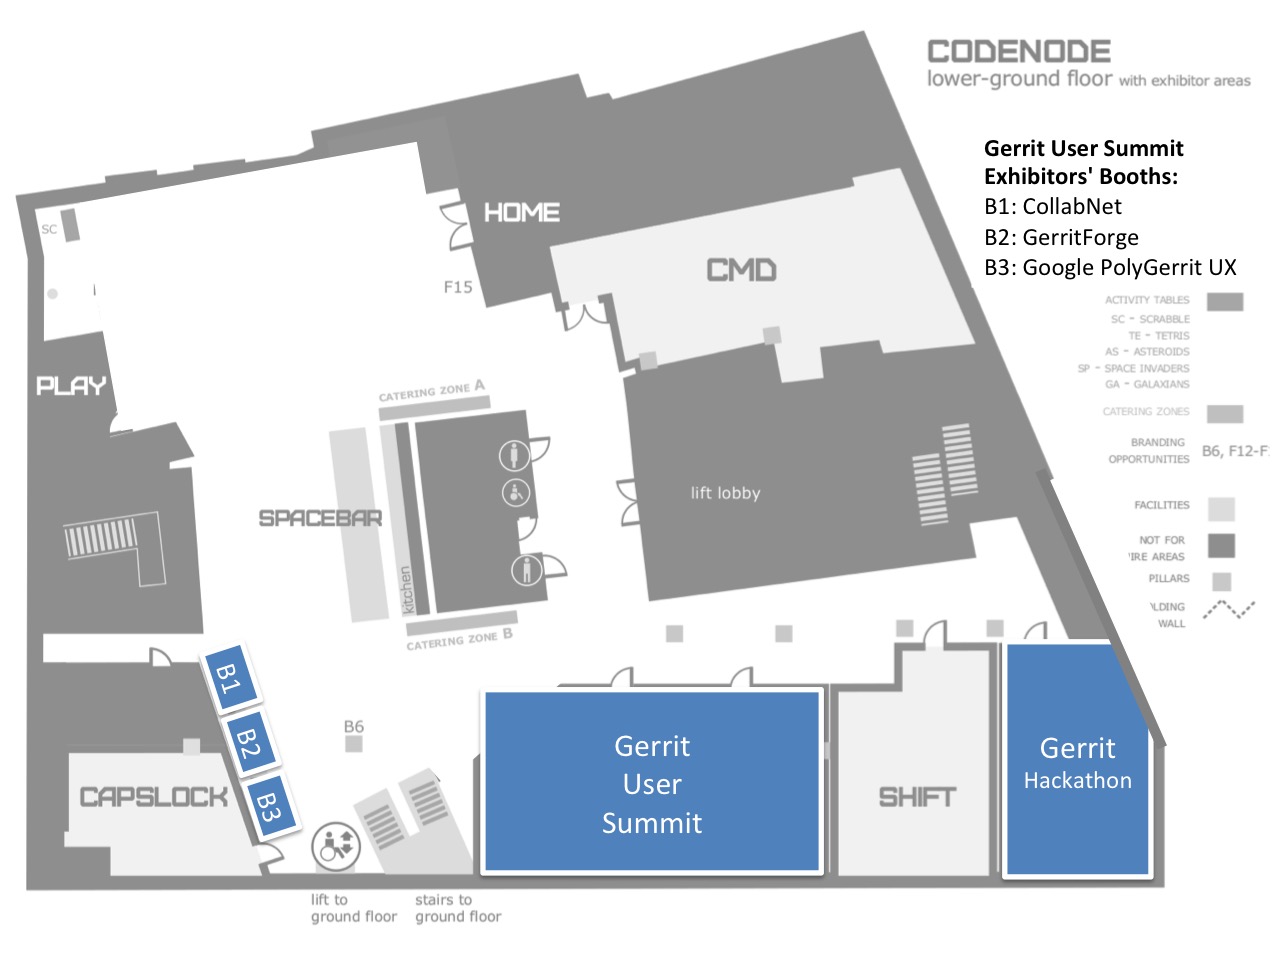 CODENODE
lower-ground floor with exhibitor areas
Gerrit User Summit
Exhibitors' Booths:
B1: CollabNet
B2: GerritForge
B3: Google PolyGerrit UX
ACTIVITY TABLES
SC - SCRABBLE
TE - TETRIS
AS - ASTEROIDS
SP - SPACE INVADERS
GA - GALAXIANS
CATERING ZONES
BRANDING
OPPORTUNITIES
B6, F12-F
FACILITIES
NOT FOR
IRE AREAS
PILLARS
LDING
WALL
SC
HOME
F15
CMD
PLAY
CATERING ZONE A
SPACEBAR
kitchen
lift lobby
CATERING ZONE B
B1
B2
B3
B6
CAPSLOCK
Gerrit
User
Summit
SHIFT
Gerrit
Hackathon
lift to
ground floor
stairs to
ground floor